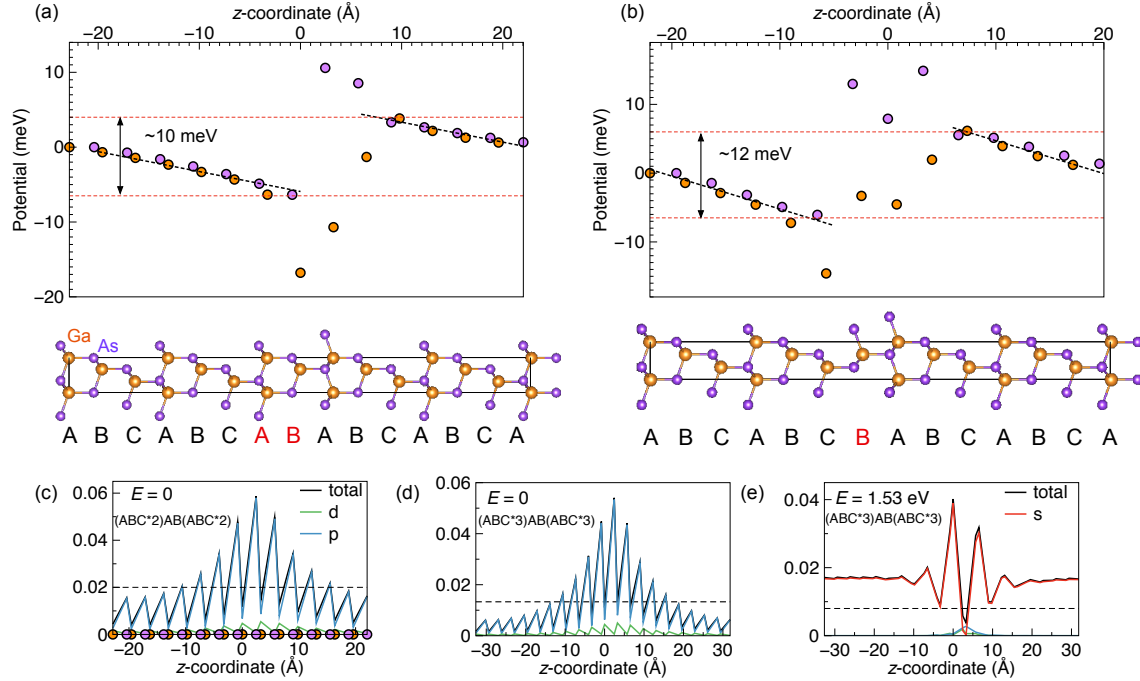 (a)
z-coordinate (Å)
−20 −10 0 10 20
Potential (meV)
10
0
−10
−20
~10 meV
Ga
As
A B C A B C A B A B C A B C A
(b)
z-coordinate (Å)
−20 −10 0 10 20
Potential (meV)
10
0
−10
~12 meV
A B C A B C B A B C A B C A
(c)
0.06
0.04
0.02
0
E = 0
(ABC*2)AB(ABC*2)
total
d
p
−20 −10 0 10 20
z-coordinate (Å)
(d)
0.06
0.04
0.02
0
E = 0
(ABC*3)AB(ABC*3)
−30 −20 −10 0 10 20 30
z-coordinate (Å)
(e)
0.04
0.02
0
E = 1.53 eV
(ABC*3)AB(ABC*3)
total
s
−30 −20 −10 0 10 20 30
z-coordinate (Å)